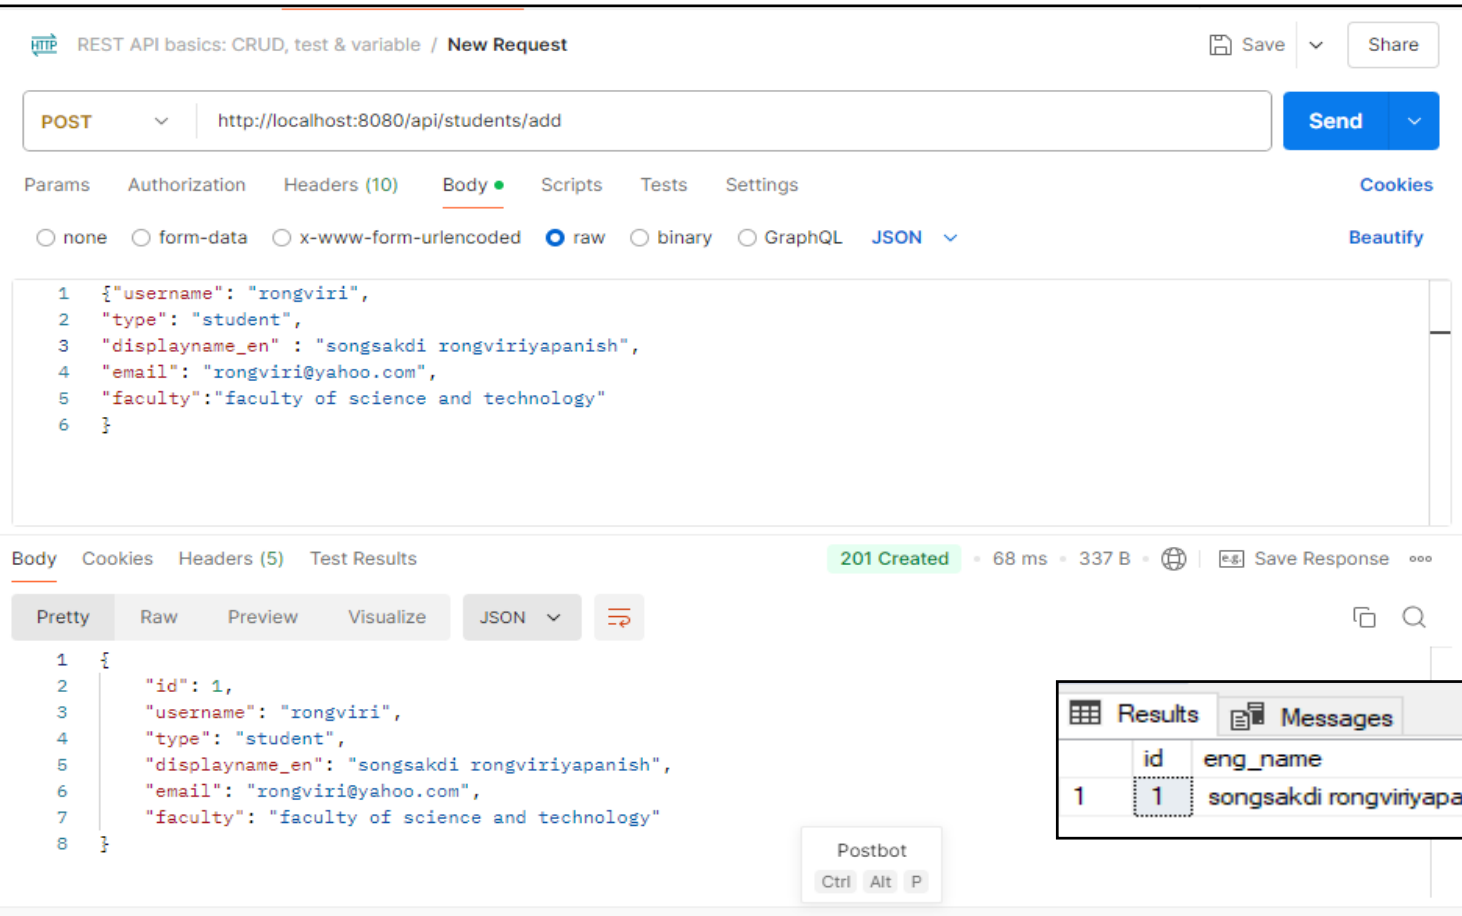 HTTP REST API basics: CRUD, test & variable / New Request Save Share
POST http://localhost:8080/api/students/add Send
Params Authorization Headers (10) Body Scripts Tests Settings Cookies
none form-data x-www-form-urlencoded raw binary GraphQL JSON Beautify
1 {"username": "rongviri",
2 "type": "student",
3 "displayname_en" : "songsakdi rongviriyapanish",
4 "email": "rongviri@yahoo.com",
5 "faculty":"faculty of science and technology"
6 }
Body Cookies Headers (5) Test Results 201 Created 68 ms 337 B e.g. Save Response
Pretty Raw Preview Visualize JSON
1 {
2 "id": 1,
3 "username": "rongviri",
4 "type": "student",
5 "displayname_en": "songsakdi rongviriyapanish",
6 "email": "rongviri@yahoo.com",
7 "faculty": "faculty of science and technology"
8 }
Results Messages
id eng_name
1 1 songsakdi rongviriyapa
Postbot
Ctrl Alt P